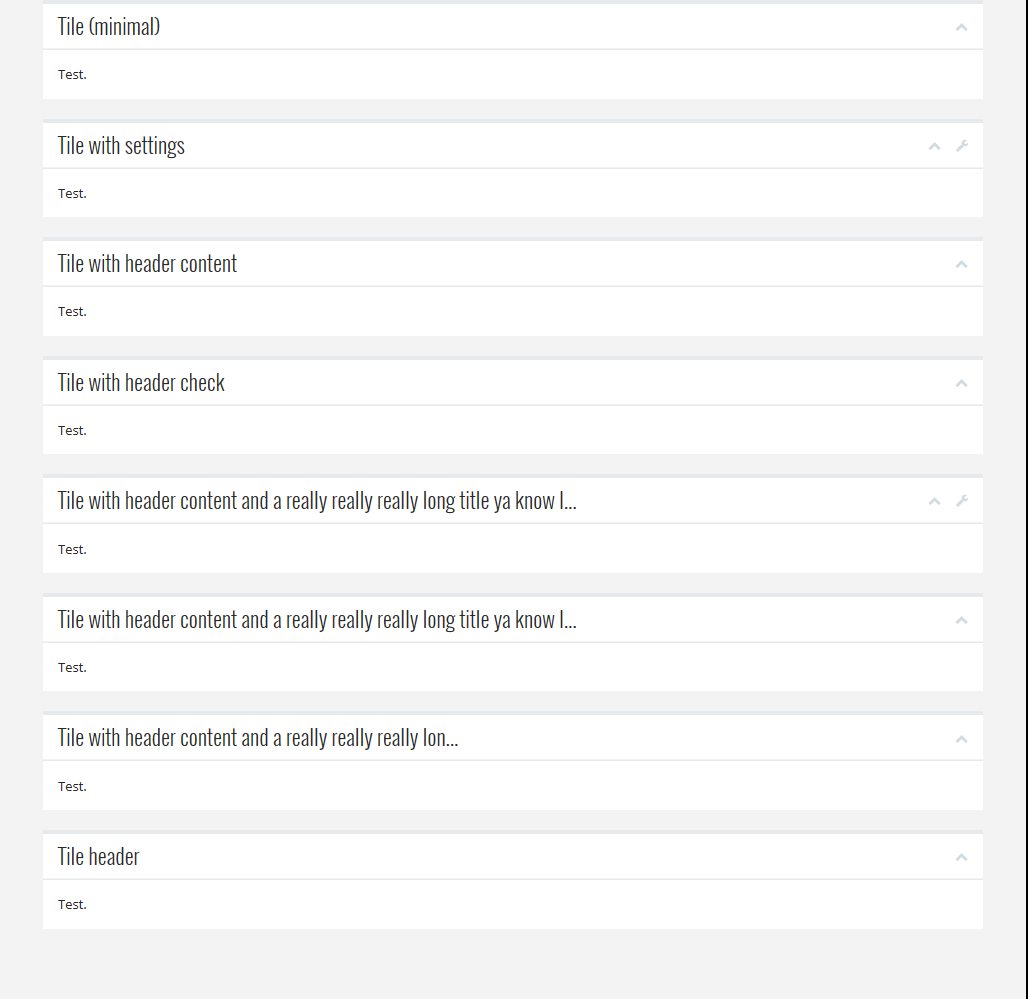 Tile (minimal)
Test.
Tile with settings
Test.
Tile with header content
Test.
Tile with header check
Test.
Tile with header content and a really really really long title ya know l...
Test.
Tile with header content and a really really really long title ya know l...
Test.
Tile with header content and a really really really lon...
Test.
Tile header
Test.